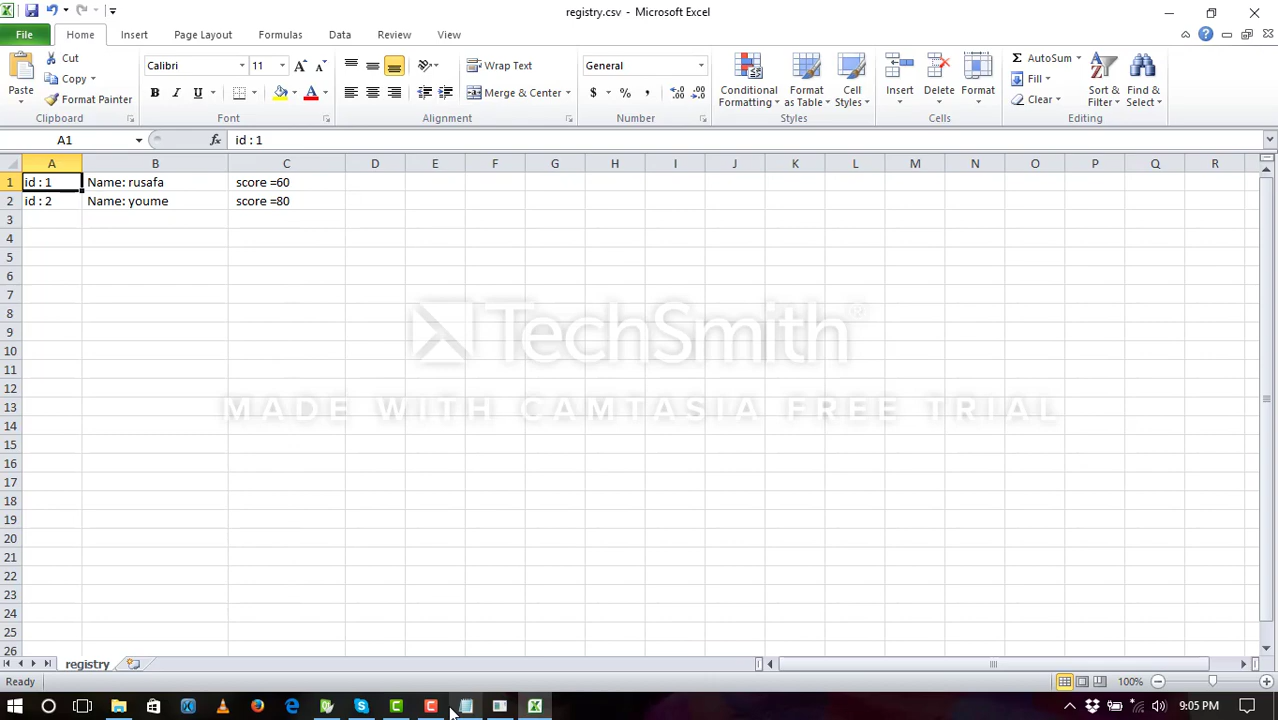 registry.csv - Microsoft Excel
File Home Insert Page Layout Formulas Data Review View
Cut
Copy
Format Painter
Paste
Clipboard
Calibri 11
B I U
Font
Wrap Text
Merge & Center
Alignment
General
$ % ,
Number
Conditional Formatting
Format as Table
Cell Styles
Styles
Insert Delete Format
Cells
Σ AutoSum
Fill
Clear
Sort & Filter
Find & Select
Editing
A1 fx id : 1
A B C D E F G H I J K L M N O P Q R
1 id : 1 Name: rusafa score =60
2 id : 2 Name: youme score =80
3
4
5
6
7
8
9
10
11
12
13
14
15
16
17
18
19
20
21
22
23
24
25
26
TechSmith®
MADE WITH CAMTASIA FREE TRIAL
registry
Ready 100%
9:05 PM